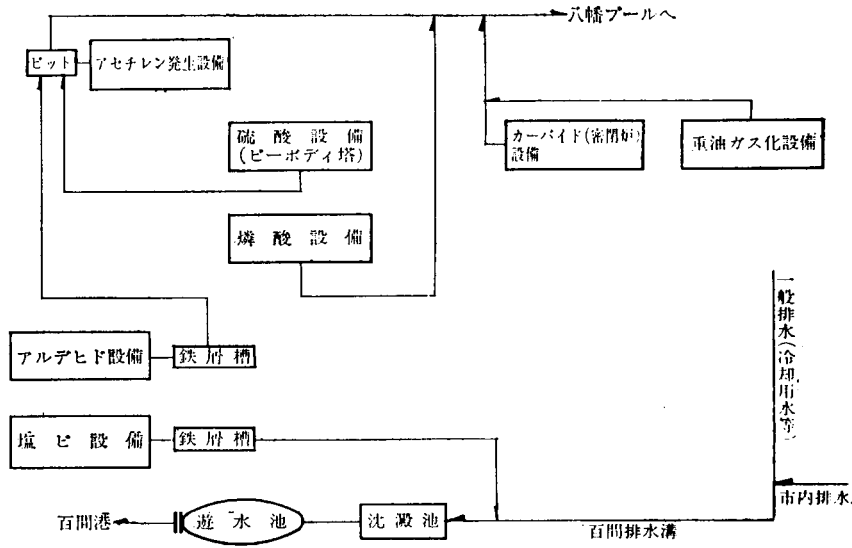 八幡プールへ
ピット
アセチレン発生設備
硫酸設備
(ピーボディ塔)
カーバイド(密閉炉)
設備
重油ガス化設備
燐酸設備
アルデヒド設備
鉄屑槽
一般排水(冷却用水等)
塩ビ設備
鉄屑槽
市内排水
百間港
遊水池
沈澱池
百間排水溝